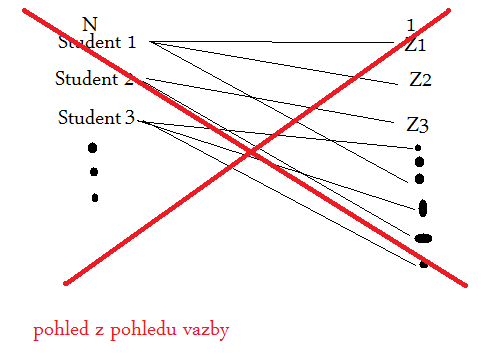 N 1
Student 1 Z1
Student 2 Z2
Student 3 Z3
pohled z pohledu vazby